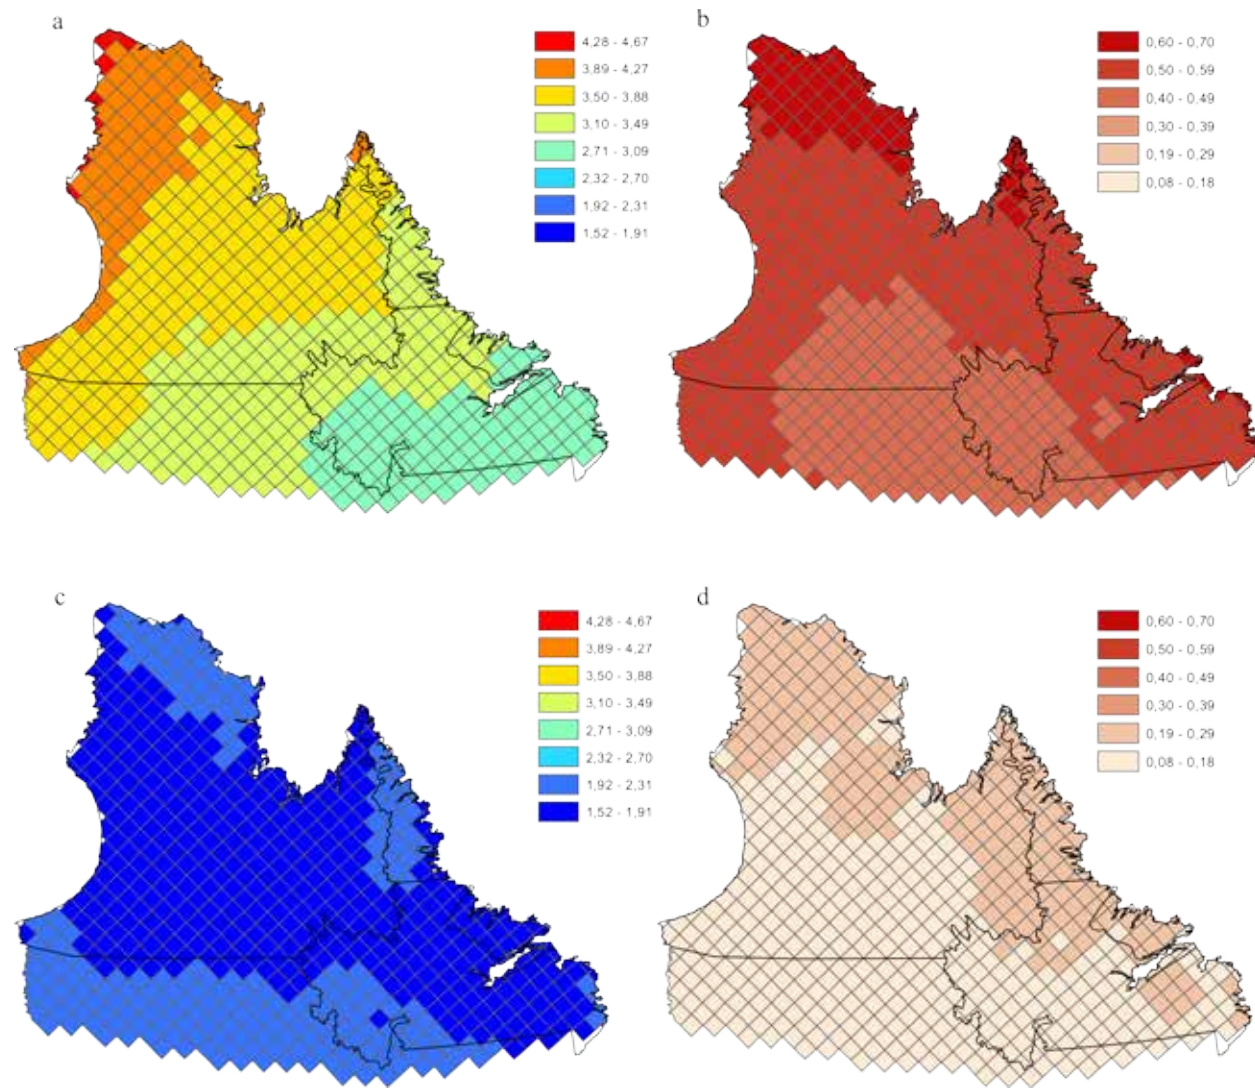 a
4,28 - 4,67
3,89 - 4,27
3,50 - 3,88
3,10 - 3,49
2,71 - 3,09
2,32 - 2,70
1,92 - 2,31
1,52 - 1,91
b
0,60 - 0,70
0,50 - 0,59
0,40 - 0,49
0,30 - 0,39
0,19 - 0,29
0,08 - 0,18
c
4,28 - 4,67
3,89 - 4,27
3,50 - 3,88
3,10 - 3,49
2,71 - 3,09
2,32 - 2,70
1,92 - 2,31
1,52 - 1,91
d
0,60 - 0,70
0,50 - 0,59
0,40 - 0,49
0,30 - 0,39
0,19 - 0,29
0,08 - 0,18